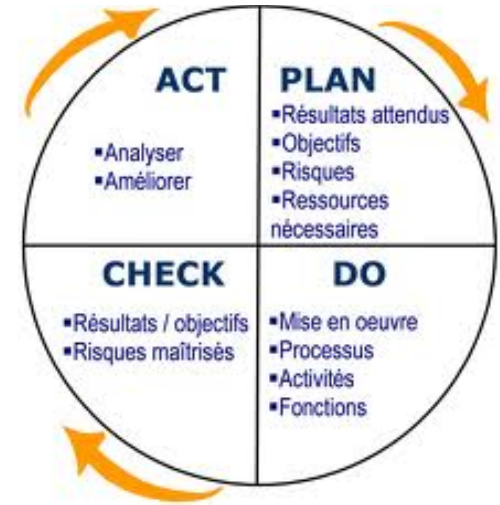 ACT
▪Analyser
▪Améliorer
PLAN
▪Résultats attendus
▪Objectifs
▪Risques
▪Ressources
nécessaires
CHECK
▪Résultats / objectifs
▪Risques maîtrisés
DO
▪Mise en oeuvre
▪Processus
▪Activités
▪Fonctions